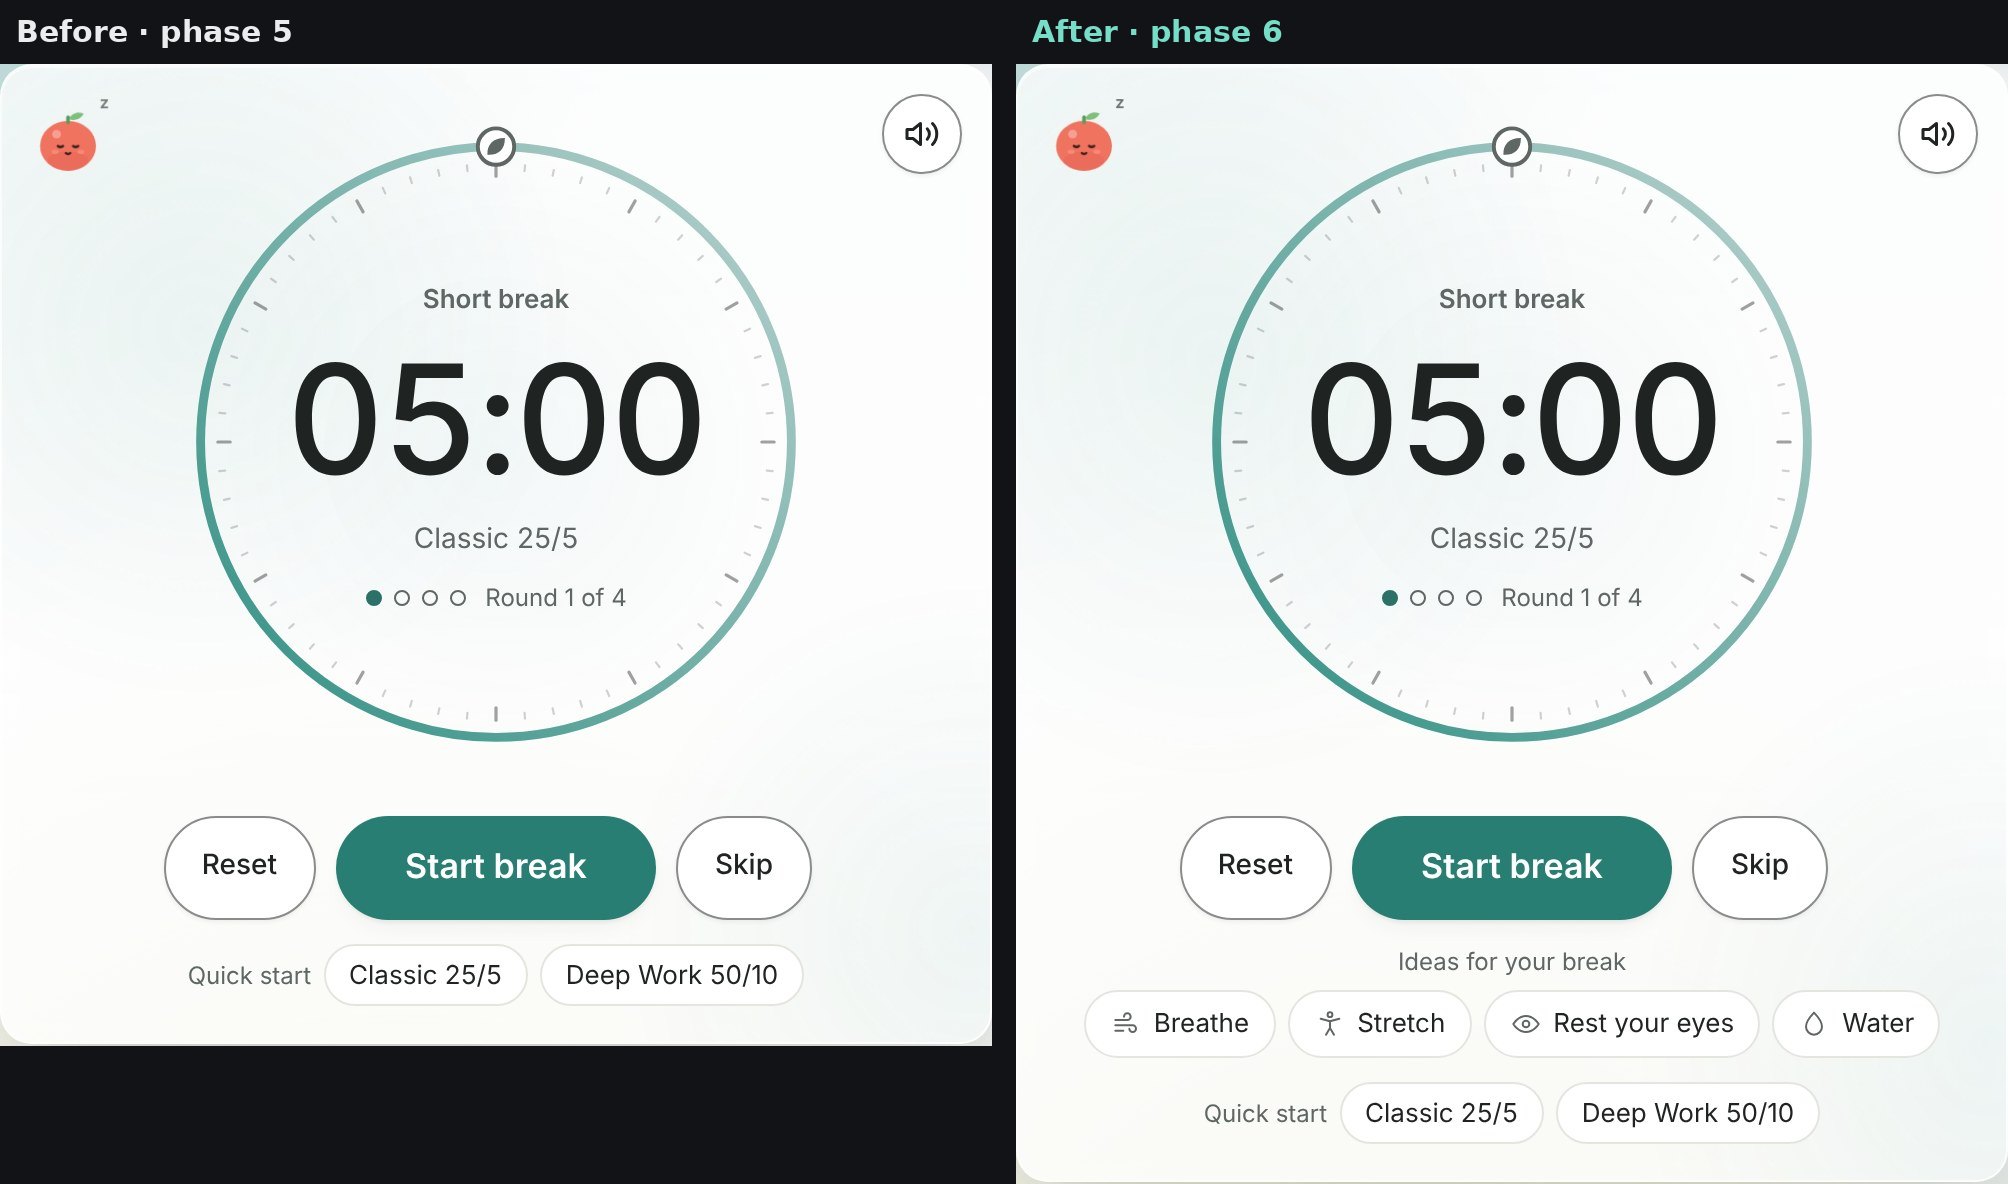 Before · phase 5
z
Short break
05:00
Classic 25/5
Round 1 of 4
Reset
Start break
Skip
Quick start
Classic 25/5
Deep Work 50/10
After · phase 6
z
Short break
05:00
Classic 25/5
Round 1 of 4
Reset
Start break
Skip
Ideas for your break
Breathe
Stretch
Rest your eyes
Water
Quick start
Classic 25/5
Deep Work 50/10